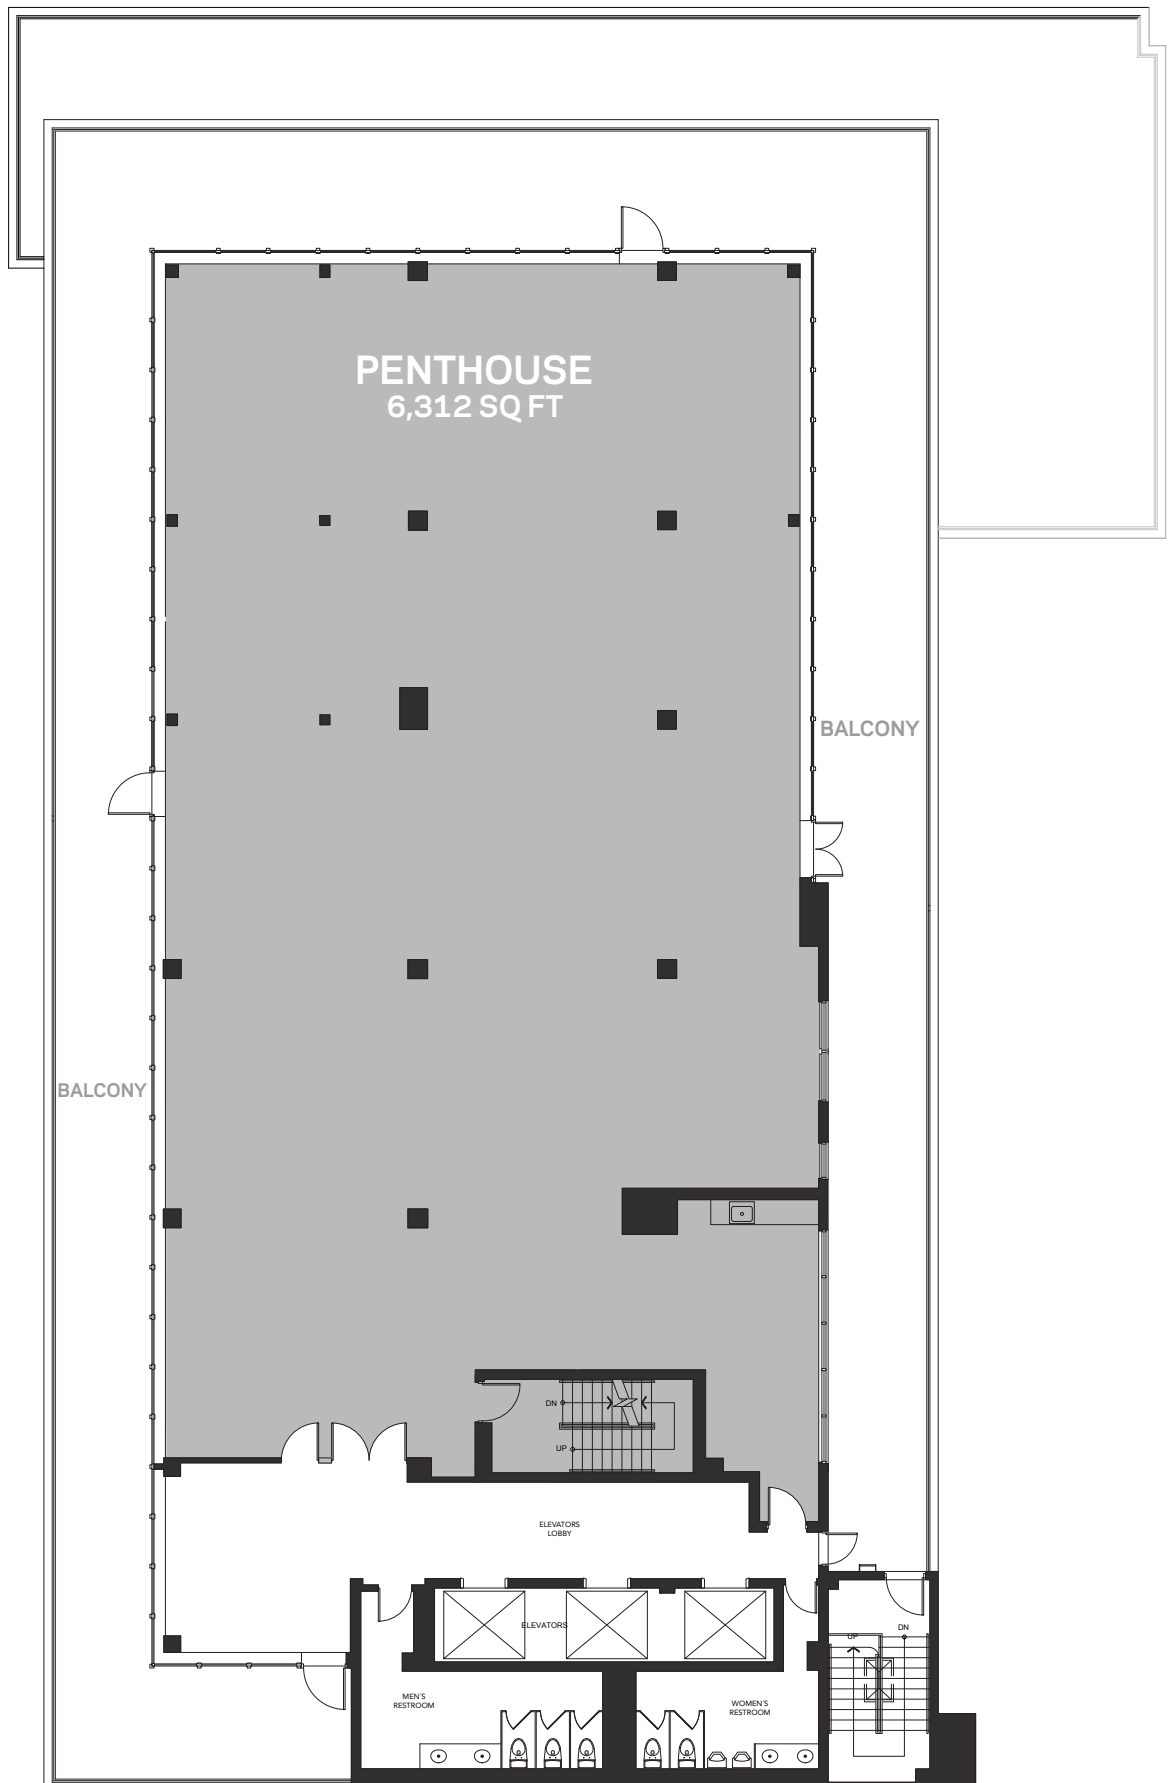 PENTHOUSE
6,312 SQ FT
BALCONY
BALCONY
DN
UP
ELEVATORS
LOBBY
ELEVATORS
UP
DN
MEN'S
RESTROOM
WOMEN'S
RESTROOM